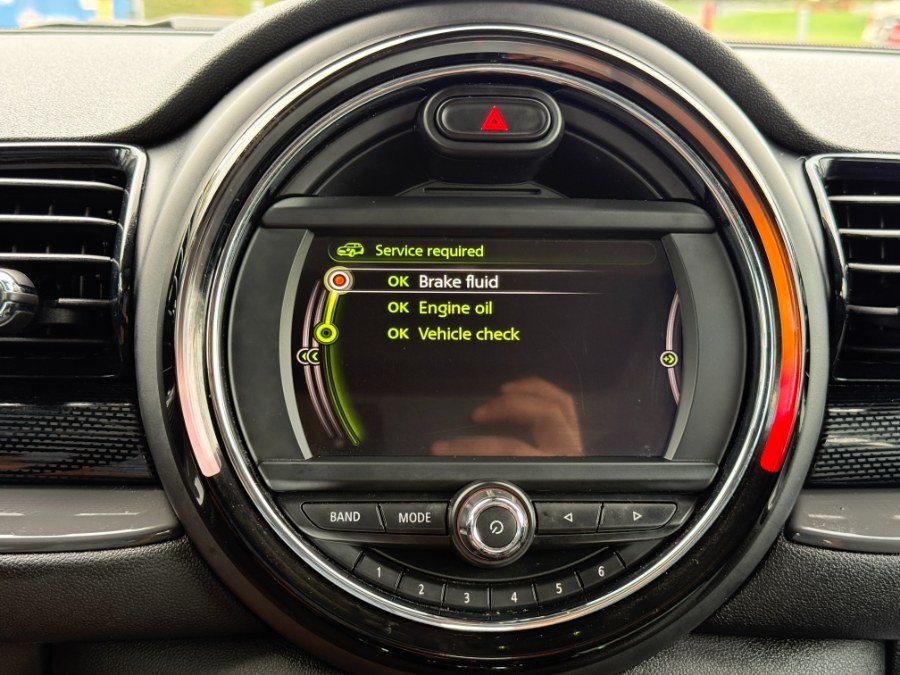 Service required
OK Brake fluid
OK Engine oil
OK Vehicle check
BAND MODE
1 2 3 4 5 6